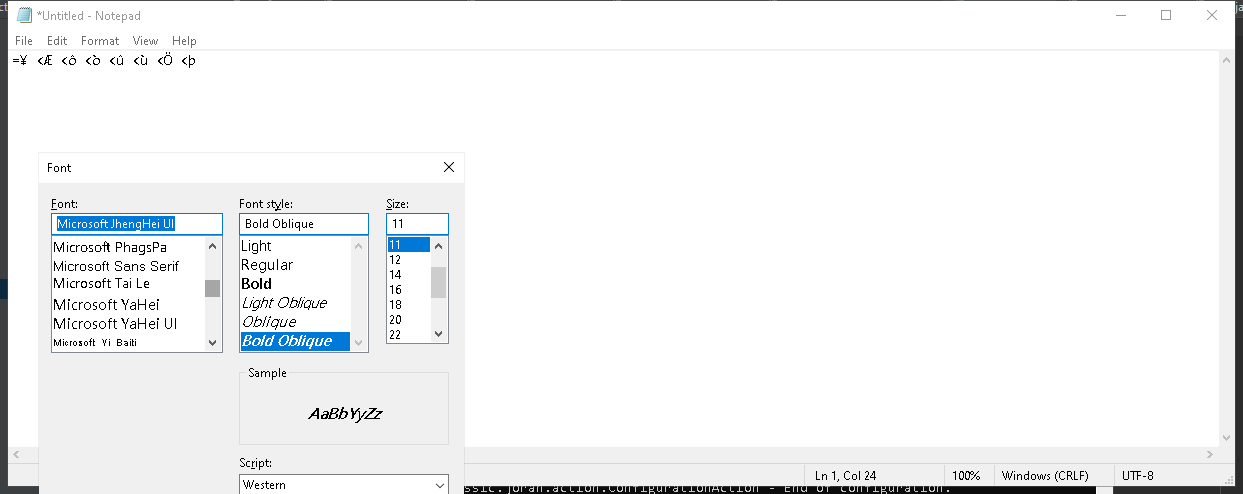 *Untitled - Notepad
File Edit Format View Help
=¥ <Æ <ô <ò <û <ù <Ö <þ
Font
Font: Font style: Size:
Microsoft JhengHei UI Bold Oblique 11
Microsoft PhagsPa Light 11
Microsoft Sans Serif Regular 12
Microsoft Tai Le Bold 14
Microsoft YaHei Light Oblique 16
Microsoft YaHei UI Oblique 18
Microsoft Yi Baiti Bold Oblique 20
22
Sample
AaBbYyZz
Script:
Western
Ln 1, Col 24 100% Windows (CRLF) UTF-8
ssic.joran.action.ConfigurationAction - End of configuration.